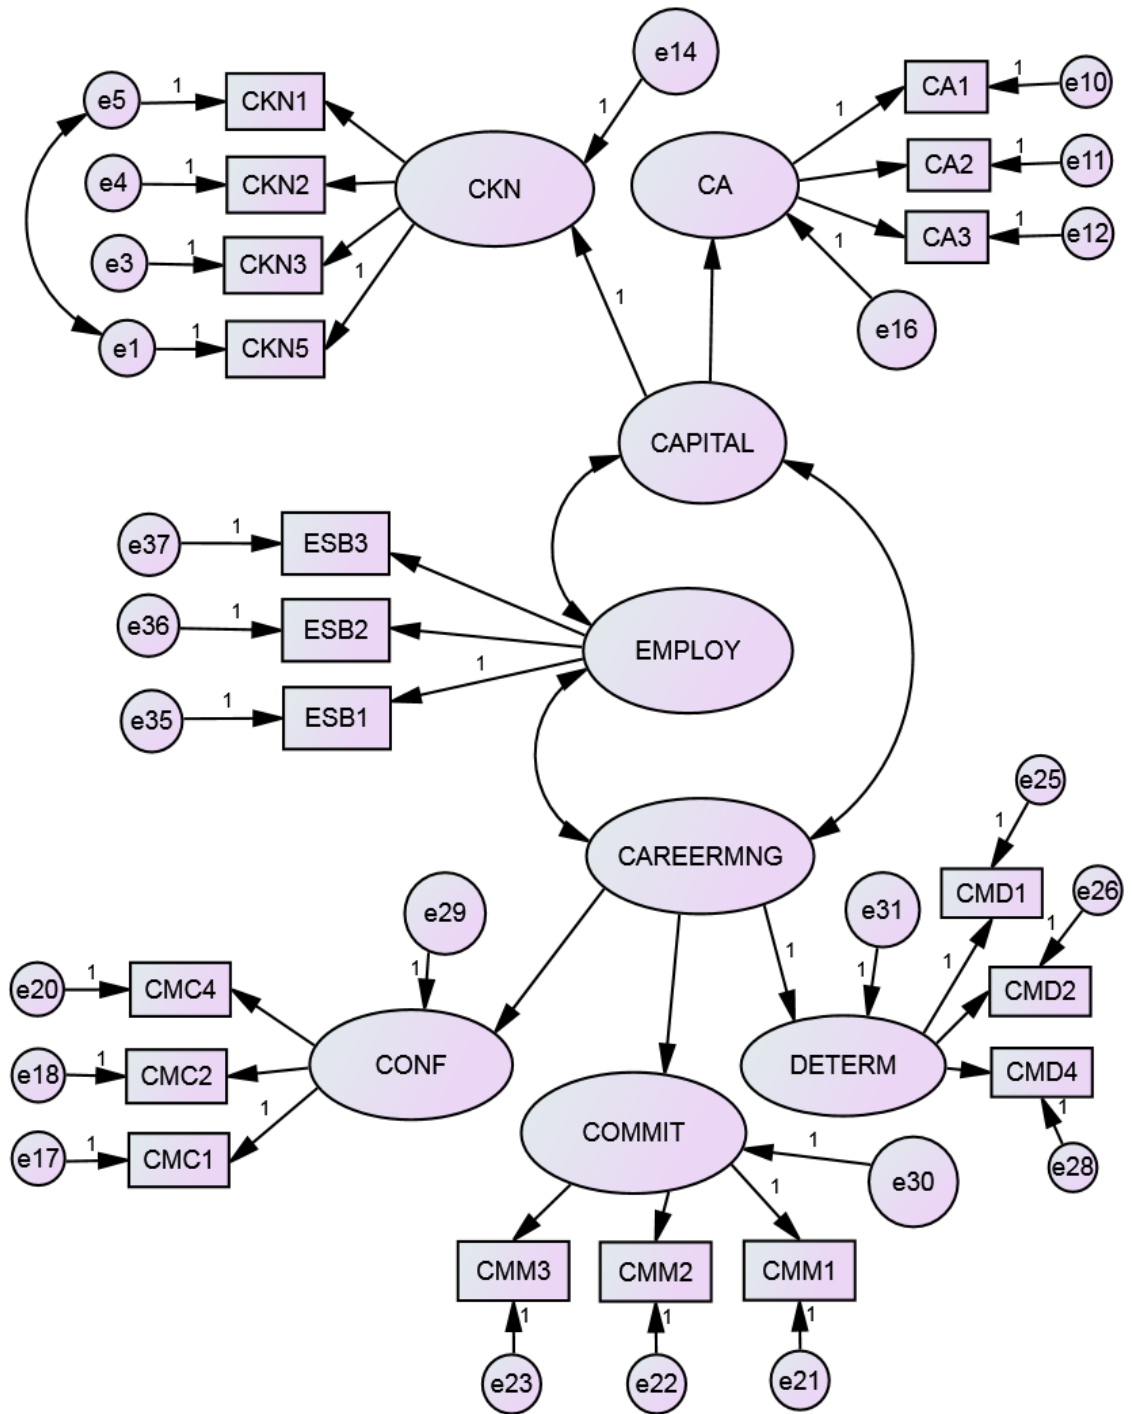 e14
e5
1
CKN1
1
CA1
1
e10
1
e4
1
CKN2
CKN
CA
CA2
1
e11
e3
1
CKN3
1
1
CA3
1
e12
e1
1
CKN5
1
e16
CAPITAL
e37
1
ESB3
e36
1
ESB2
EMPLOY
1
e35
1
ESB1
e25
1
CAREERMNG
CMD1
e26
e29
e31
1
1
1
1
1
e20
1
CMC4
CMD2
e18
1
CMC2
CONF
DETERM
CMD4
1
1
e17
1
CMC1
COMMIT
1
e30
e28
1
CMM3
CMM2
CMM1
1
1
1
e23
e22
e21